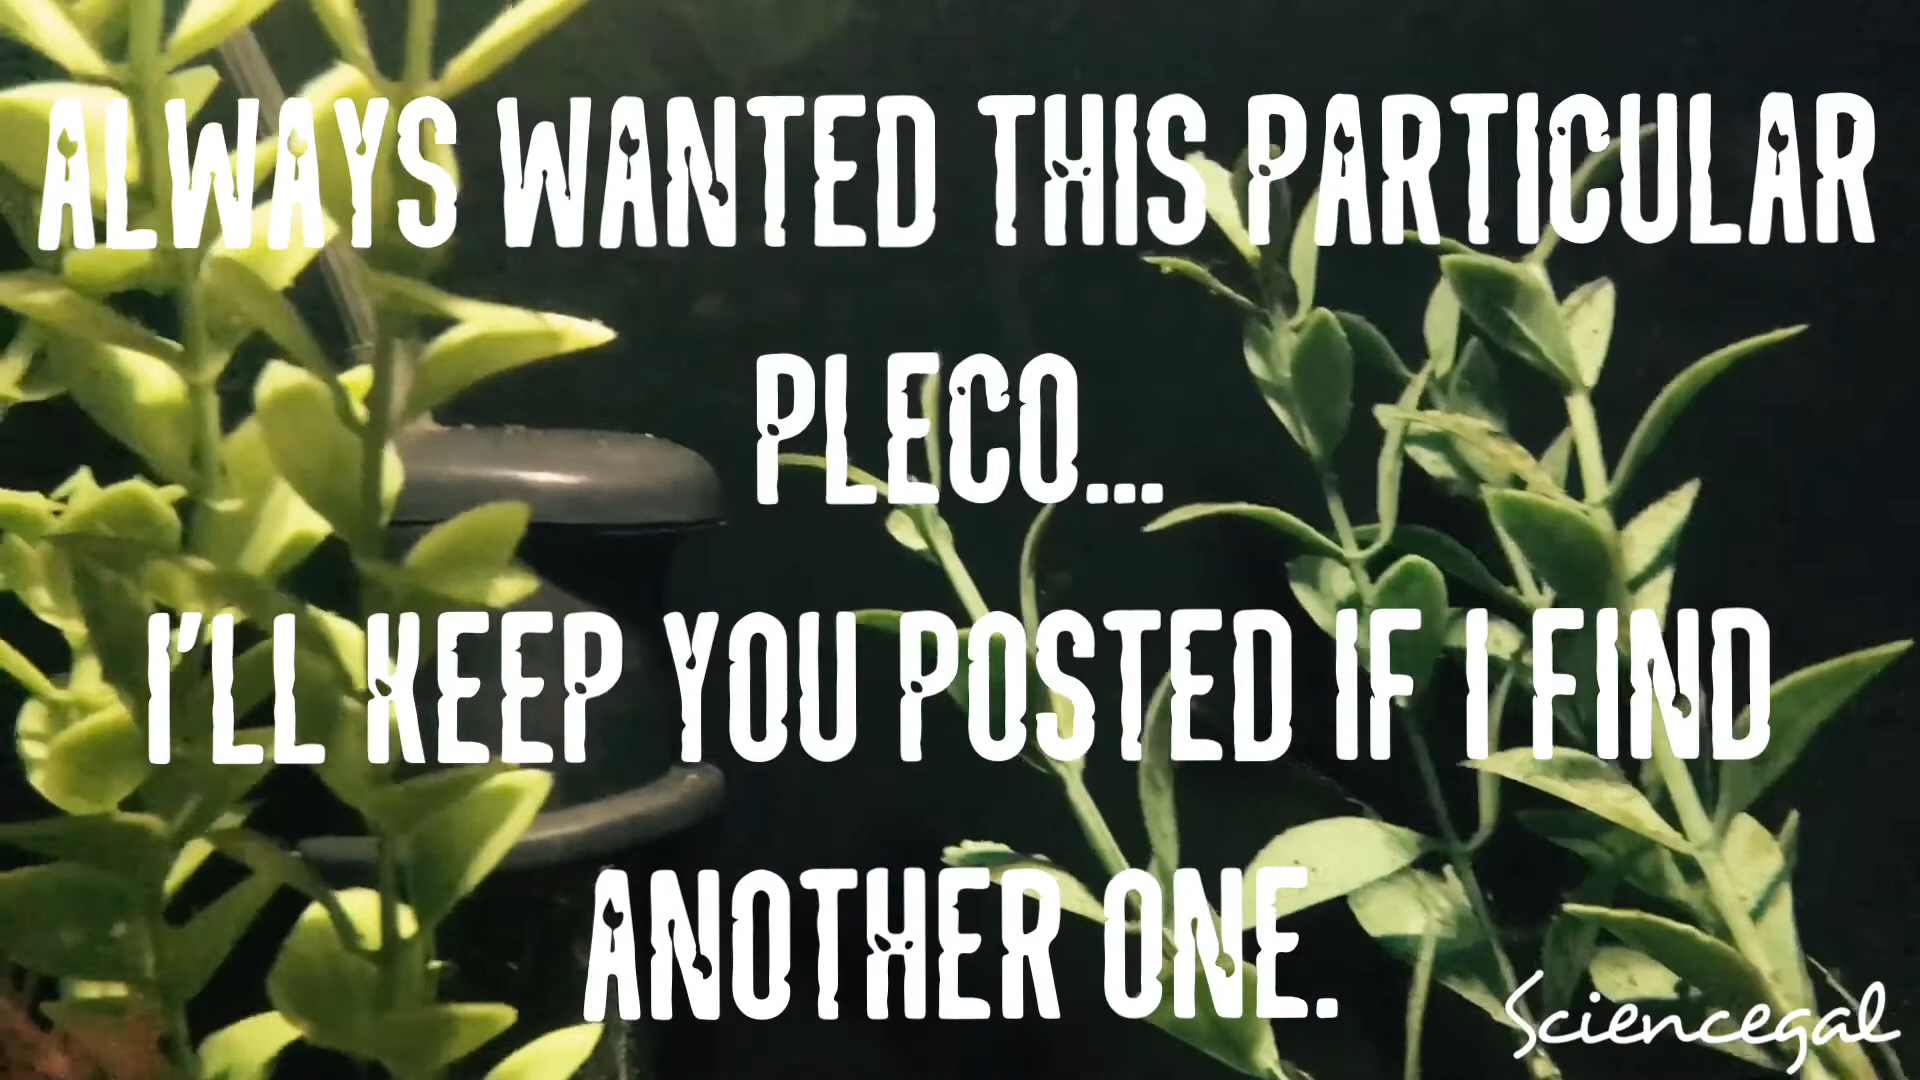 ALWAYS WANTED THIS PARTICULAR
PLECO...
I'LL KEEP YOU POSTED IF I FIND
ANOTHER ONE.
Sciencegal